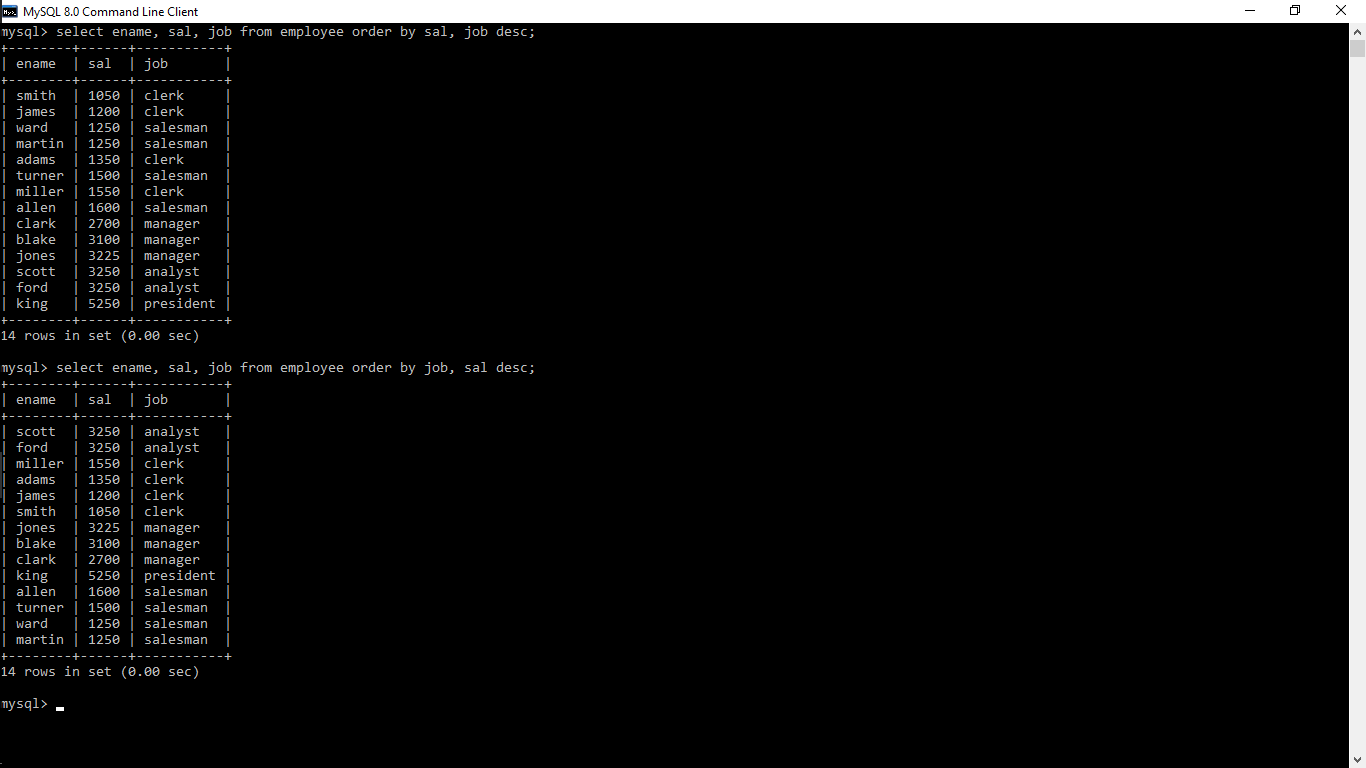 MySQL 8.0 Command Line Client
mysql> select ename, sal, job from employee order by sal, job desc;
+--------+------+-----------+
| ename  | sal  | job       |
+--------+------+-----------+
| smith  | 1050 | clerk     |
| james  | 1200 | clerk     |
| ward   | 1250 | salesman  |
| martin | 1250 | salesman  |
| adams  | 1350 | clerk     |
| turner | 1500 | salesman  |
| miller | 1550 | clerk     |
| allen  | 1600 | salesman  |
| clark  | 2700 | manager   |
| blake  | 3100 | manager   |
| jones  | 3225 | manager   |
| scott  | 3250 | analyst   |
| ford   | 3250 | analyst   |
| king   | 5250 | president |
+--------+------+-----------+
14 rows in set (0.00 sec)
mysql> select ename, sal, job from employee order by job, sal desc;
+--------+------+-----------+
| ename  | sal  | job       |
+--------+------+-----------+
| scott  | 3250 | analyst   |
| ford   | 3250 | analyst   |
| miller | 1550 | clerk     |
| adams  | 1350 | clerk     |
| james  | 1200 | clerk     |
| smith  | 1050 | clerk     |
| jones  | 3225 | manager   |
| blake  | 3100 | manager   |
| clark  | 2700 | manager   |
| king   | 5250 | president |
| allen  | 1600 | salesman  |
| turner | 1500 | salesman  |
| ward   | 1250 | salesman  |
| martin | 1250 | salesman  |
+--------+------+-----------+
14 rows in set (0.00 sec)
mysql>